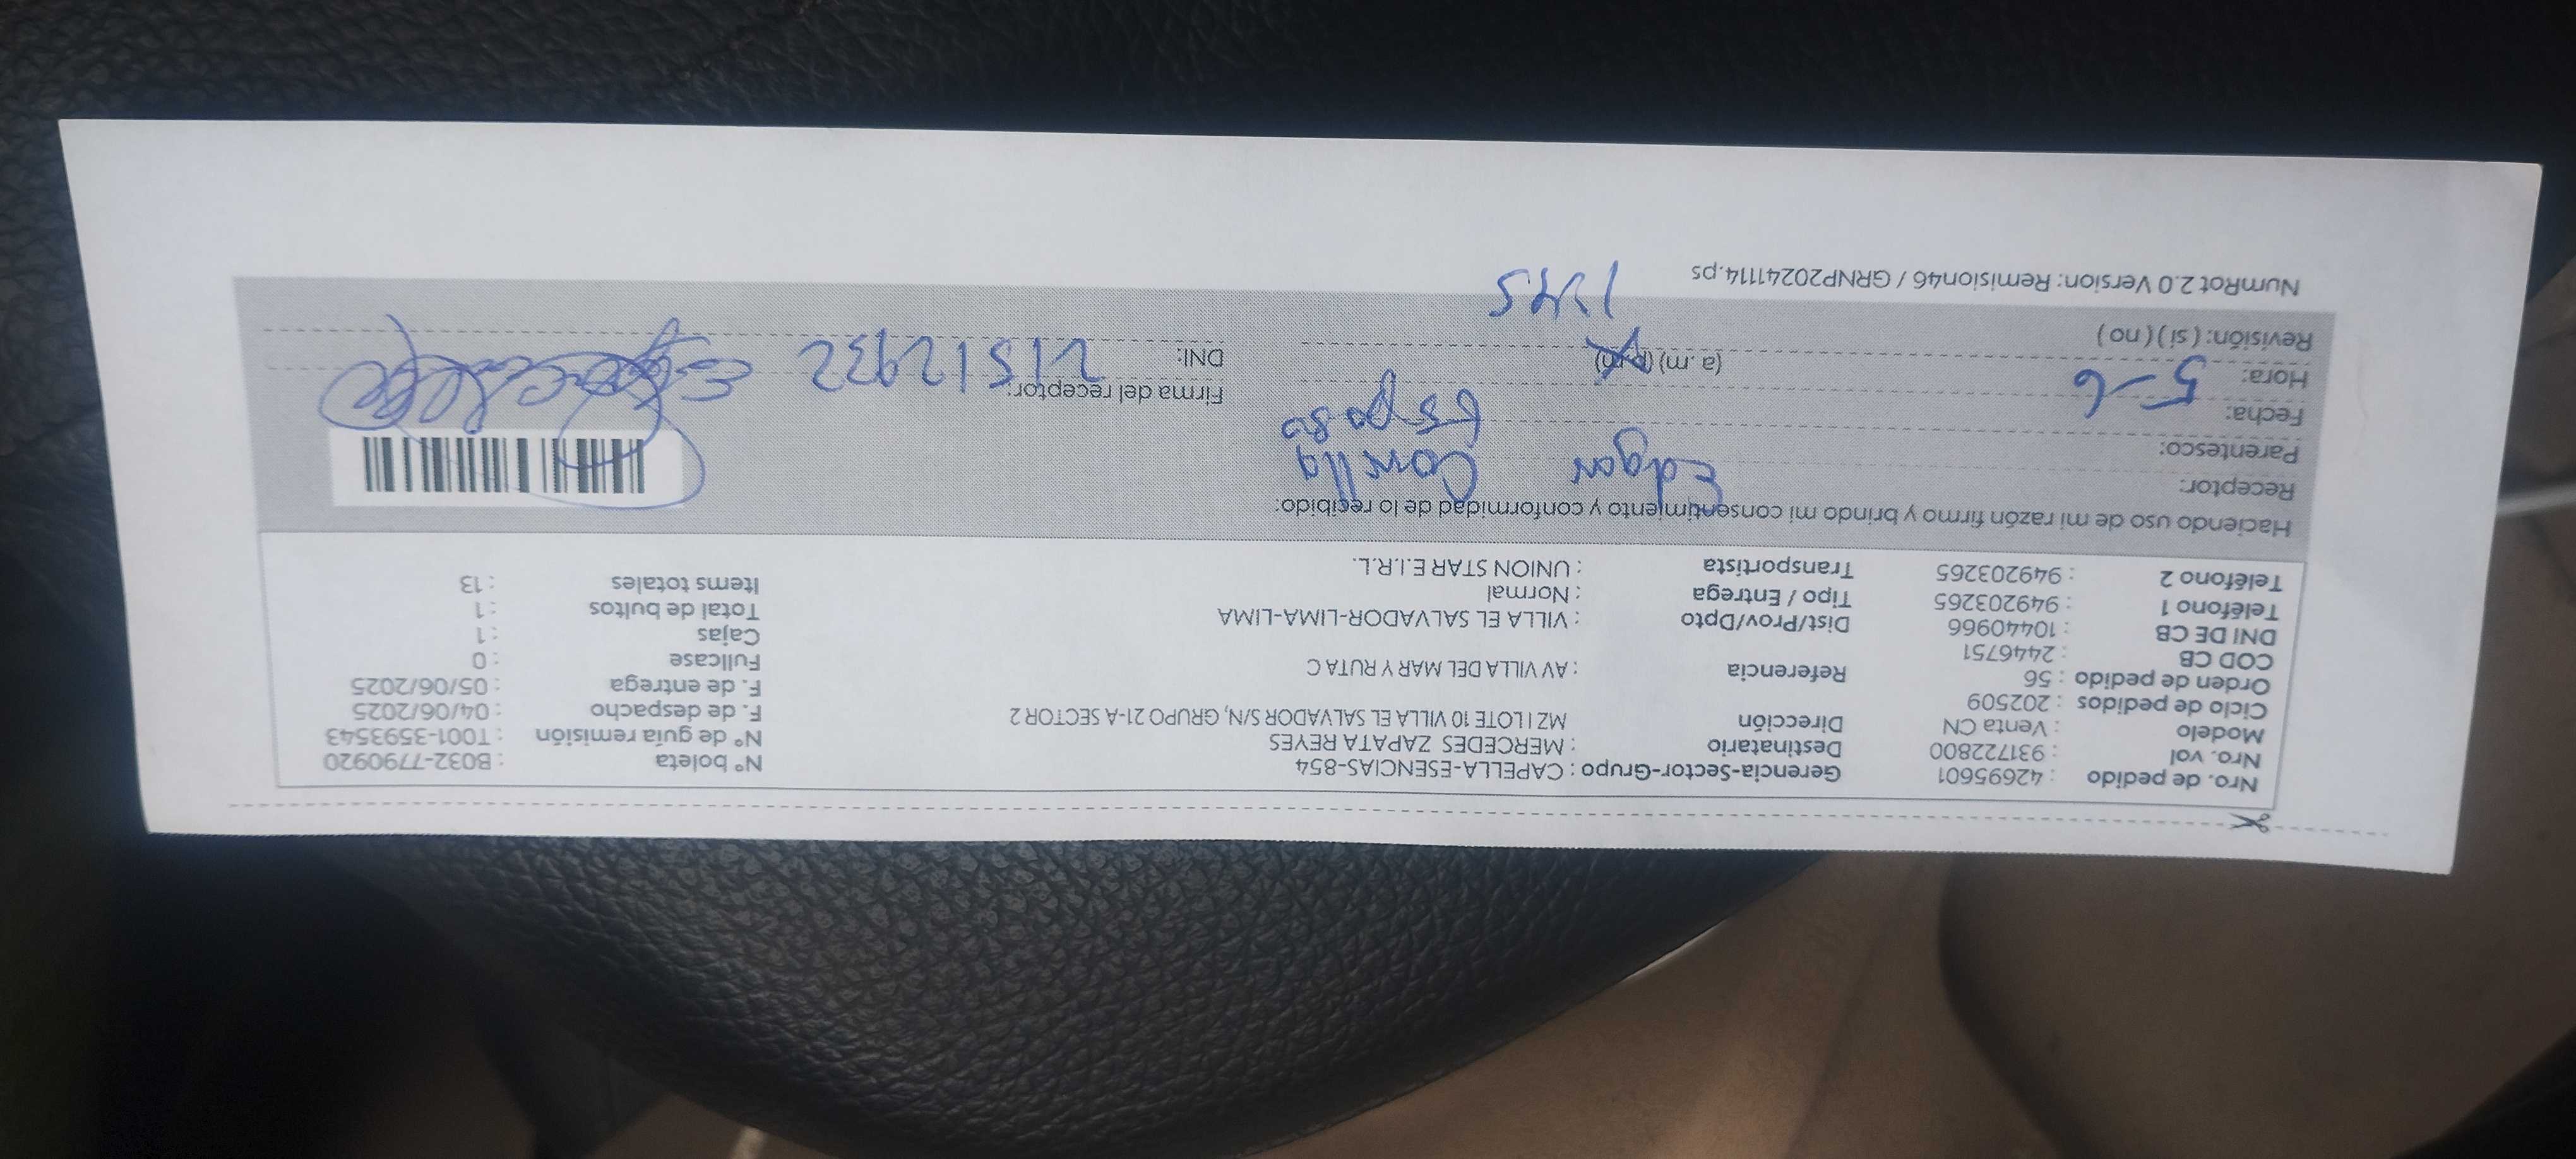 Nro. de pedido : 42695601 Gerencia-Sector-Grupo : CAPELLA-ESENCIAS-854 N° boleta : B032-7790920
Nro. vol : 931722800 Destinatario : MERCEDES ZAPATA REYES N° de guía remisión : T001-3593543
Modelo : Venta CN Dirección MZ I LOTE 10 VILLA EL SALVADOR S/N, GRUPO 21-A SECTOR 2 F. de despacho : 04/06/2025
Ciclo de pedidos : 202509 F. de entrega : 05/06/2025
Orden de pedido : 56 Referencia : AV VILLA DEL MAR Y RUTA C Fullcase : 0
COD CB : 2446751 Cajas : 1
DNI DE CB : 10440966 Dist/Prov/Dpto : VILLA EL SALVADOR-LIMA-LIMA Total de bultos : 1
Teléfono 1 : 949203265 Tipo / Entrega : Normal Items totales : 13
Teléfono 2 : 949203265 Transportista : UNION STAR E.I.R.L.
Haciendo uso de mi razón firmo y brindo mi consentimiento y conformidad de lo recibido:
Receptor: Edgar
Parentesco: Esposo
Fecha: 5-6 Firma del receptor:
Hora: (a. m) (p.m) DNI: 21512932
Revisión: ( si ) ( no ) 1345
NumRot 2.0 Version: Remision46 / GRNP20241114.ps